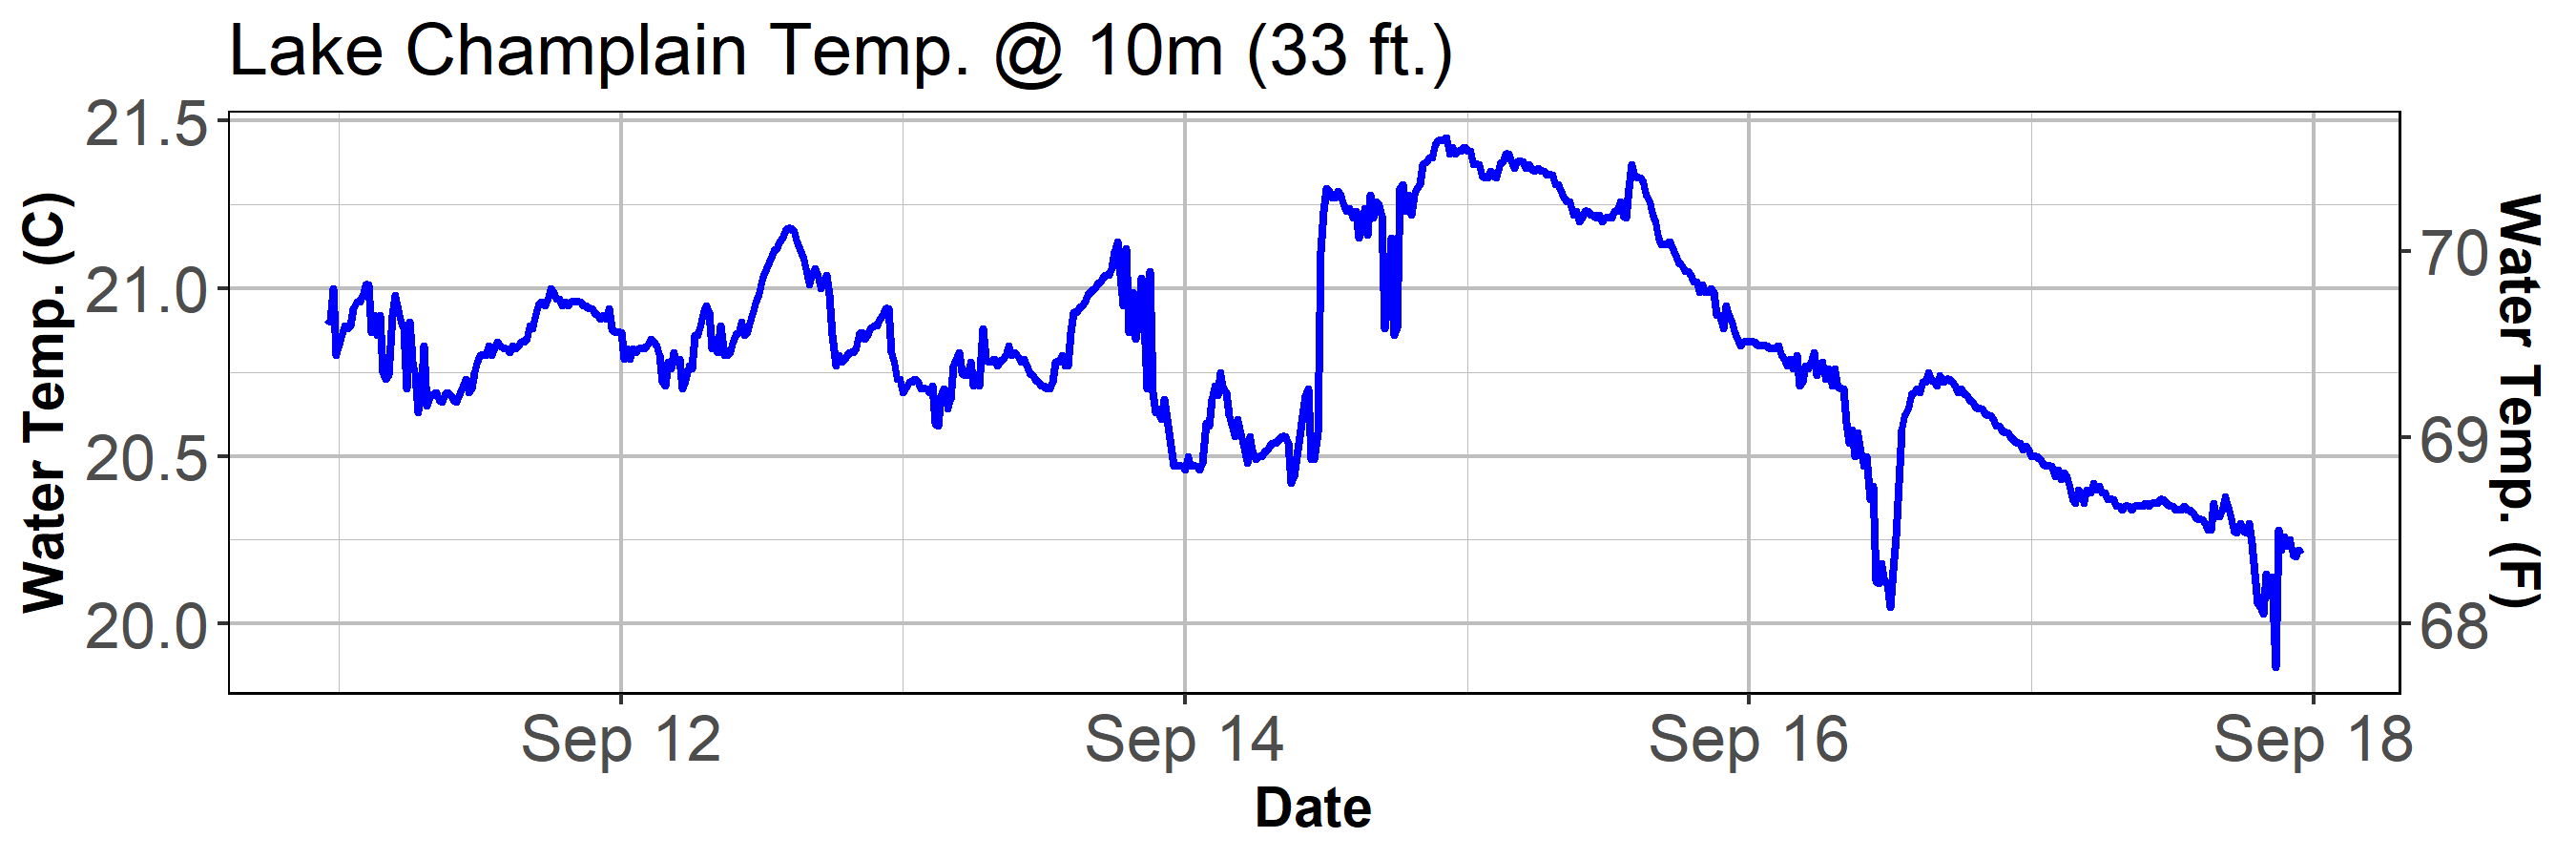 Lake Champlain Temp. @ 10m (33 ft.)
Water Temp. (C)
21.5
21.0
20.5
20.0
70
69
68
Water Temp. (F)
Sep 12
Sep 14
Sep 16
Sep 18
Date